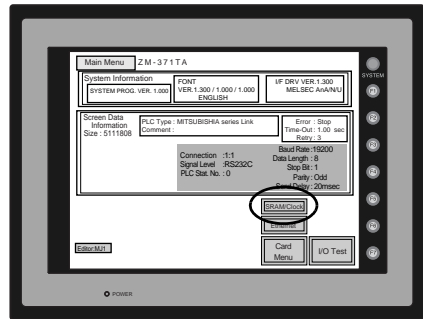 Main Menu ZM-371TA
SYSTEM
System Information
SYSTEM PROG. VER. 1.000
FONT
VER.1.300 / 1.000 / 1.000
ENGLISH
I/F DRV VER.1.300
MELSEC AnA/N/U
F1
Screen Data
Information
Size : 5111808
PLC Type : MITSUBISHIA series Link
Comment :
Error : Stop
Time-Out : 1.00 sec
Retry : 3
F2
Connection :1:1
Signal Level :RS232C
PLC Stat. No. : 0
Baud Rate :19200
Data Length : 8
Stop Bit : 1
Parity : Odd
Send Delay : 20msec
F3
F4
SRAM/Clock
F5
Ethernet
F6
Editor:MJ1
Card
Menu
I/O Test
F7
POWER